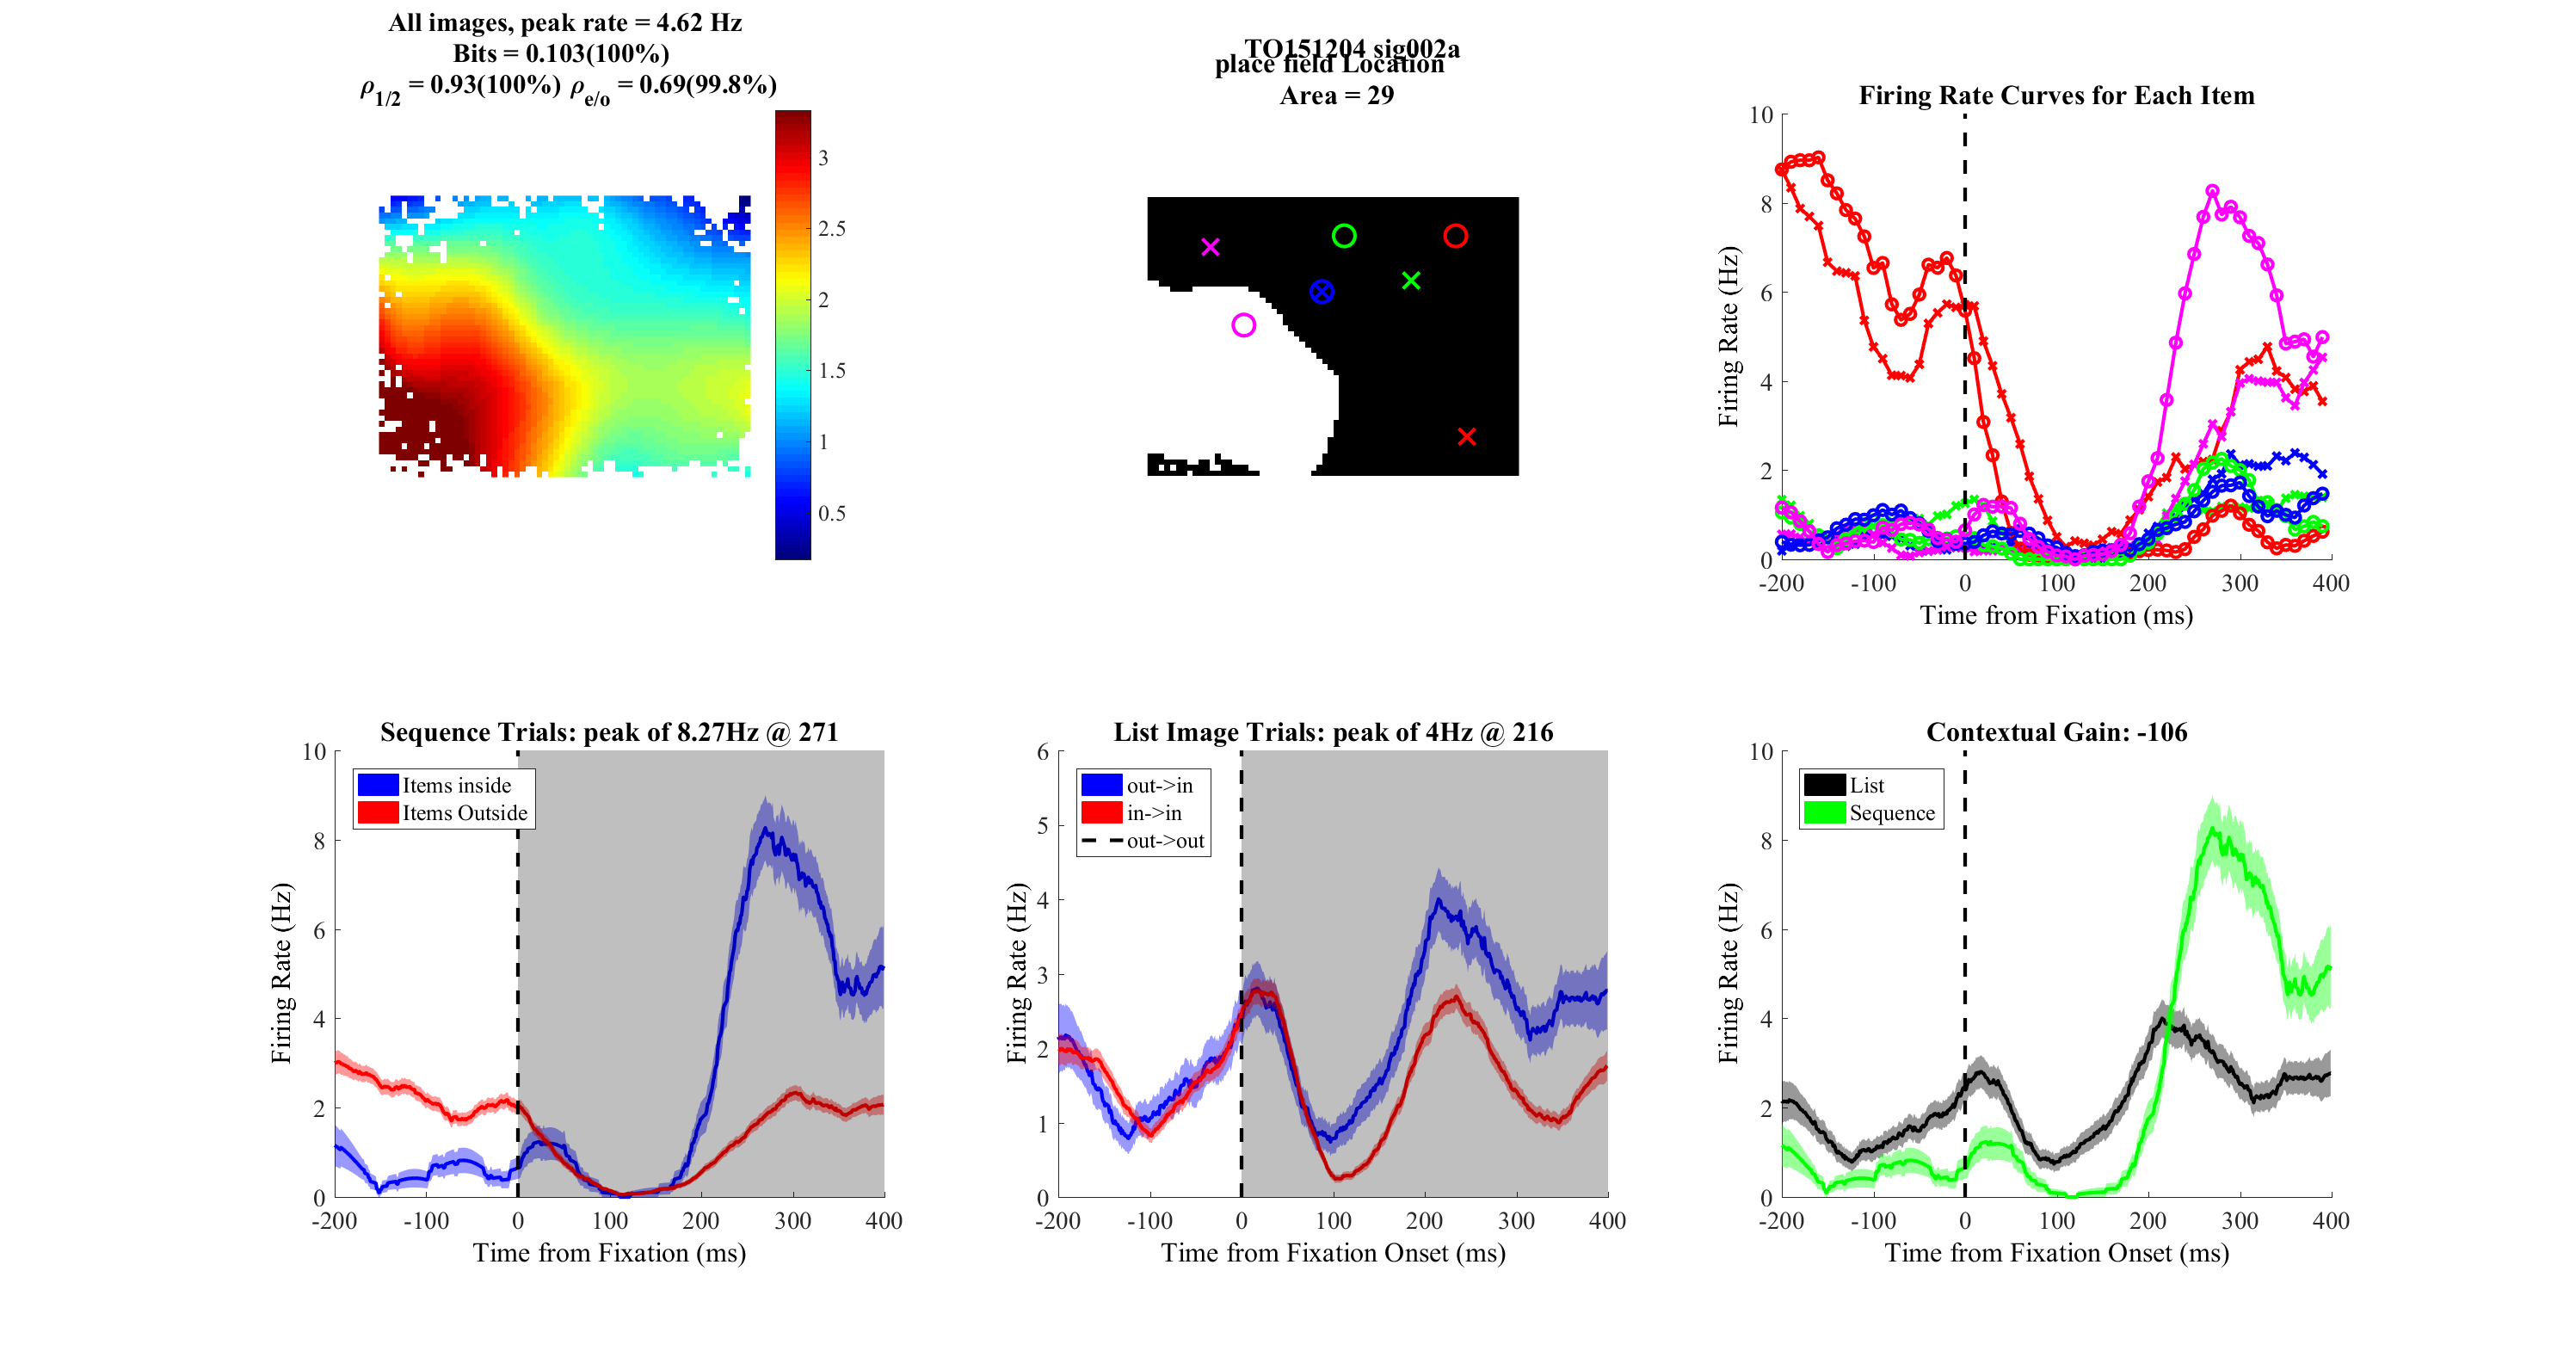 All images, peak rate = 4.62 Hz
Bits = 0.103(100%)
ρ1/2 = 0.93(100%) ρe/o = 0.69(99.8%)
3
2.5
2
1.5
1
0.5
TO151204 sig002a
place field Location
Area = 29
Firing Rate Curves for Each Item
10
8
6
4
2
0
Firing Rate (Hz)
-200 -100 0 100 200 300 400
Time from Fixation (ms)
Sequence Trials: peak of 8.27Hz @ 271
Items inside
Items Outside
10
8
6
4
2
0
Firing Rate (Hz)
-200 -100 0 100 200 300 400
Time from Fixation (ms)
List Image Trials: peak of 4Hz @ 216
out->in
in->in
out->out
6
5
4
3
2
1
0
Firing Rate (Hz)
-200 -100 0 100 200 300 400
Time from Fixation Onset (ms)
Contextual Gain: -106
List
Sequence
10
8
6
4
2
0
Firing Rate (Hz)
-200 -100 0 100 200 300 400
Time from Fixation Onset (ms)